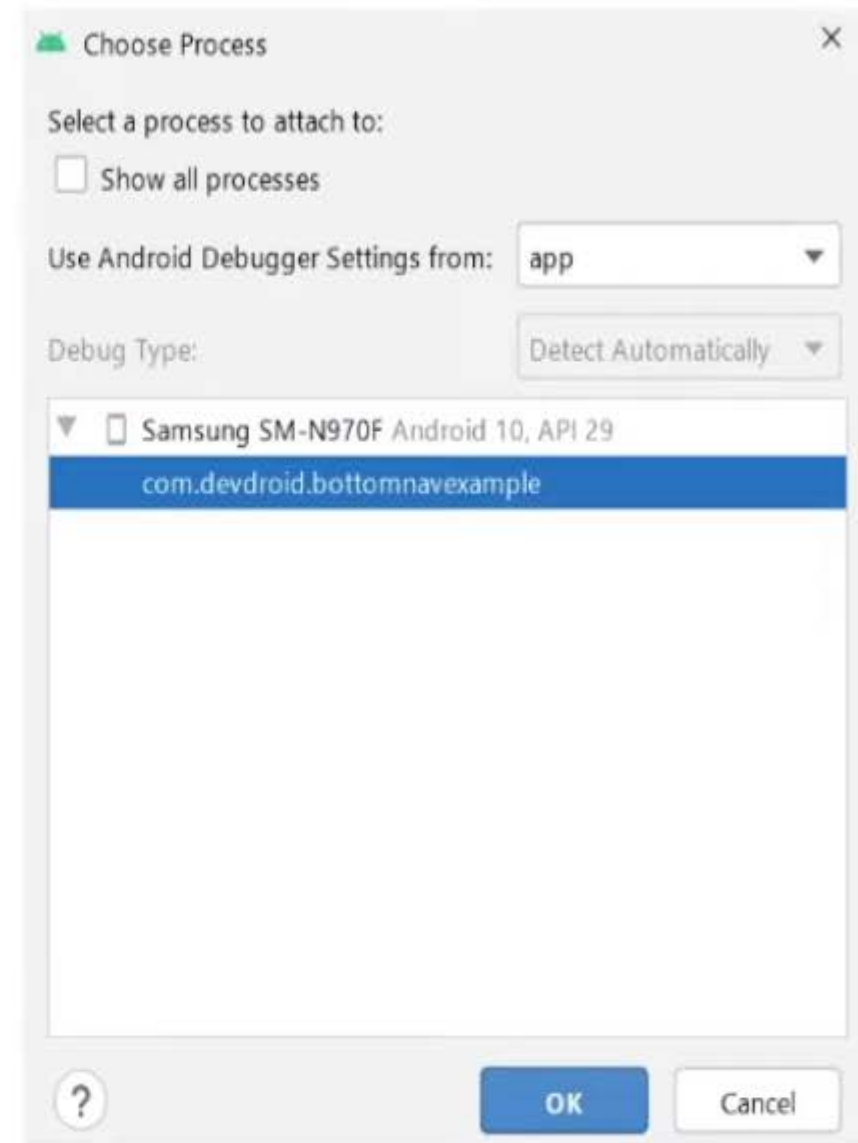 Choose Process
Select a process to attach to:
Show all processes
Use Android Debugger Settings from: app
Debug Type: Detect Automatically
Samsung SM-N970F Android 10, API 29
com.devdroid.bottomnavexample
? OK Cancel